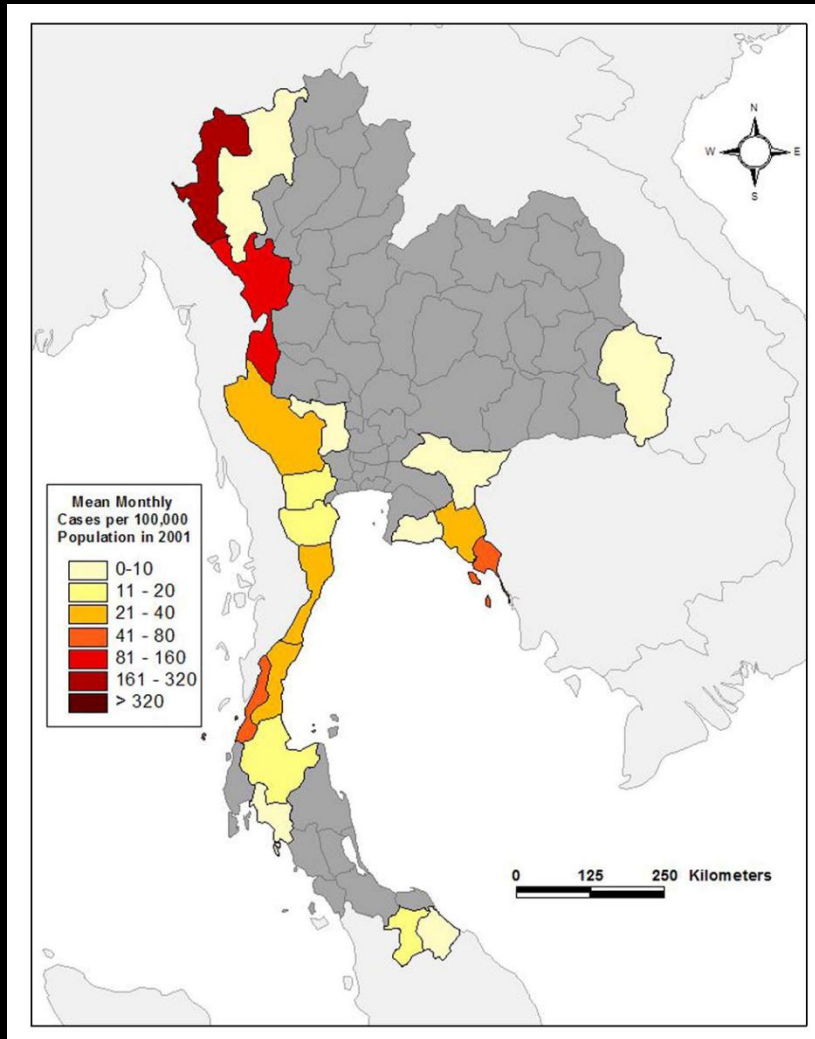 N
W E
S
Mean Monthly
Cases per 100,000
Population in 2001
0-10
11 - 20
21 - 40
41 - 80
81 - 160
161 - 320
> 320
0 125 250 Kilometers